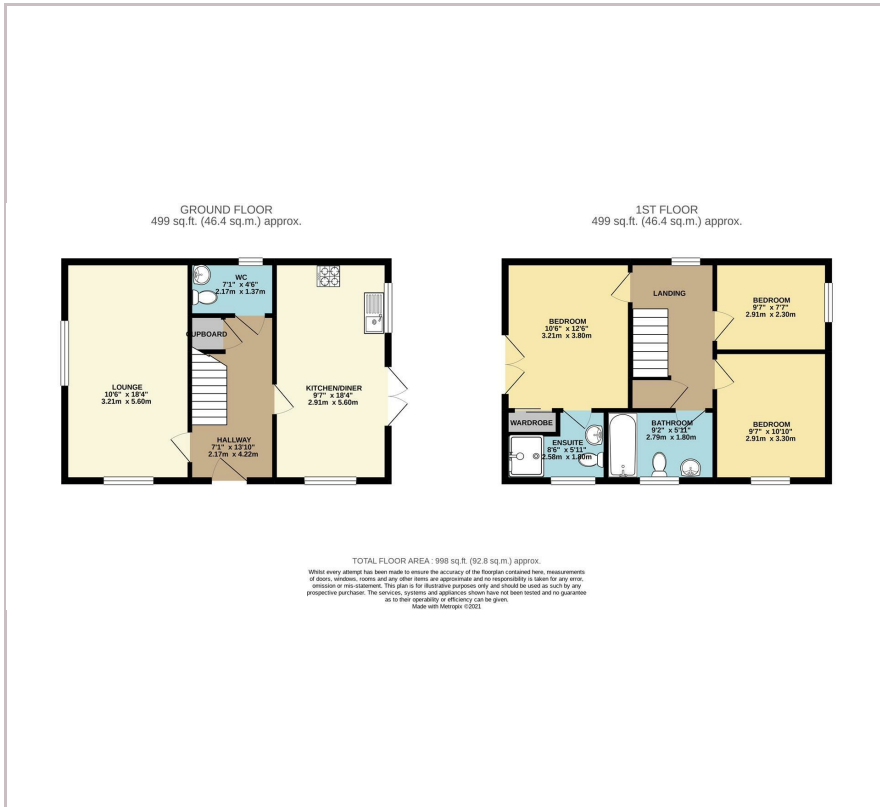 GROUND FLOOR
499 sq.ft. (46.4 sq.m.) approx.
WC
7'1" x 4'6"
2.17m x 1.37m
CUPBOARD
LOUNGE
10'6" x 18'4"
3.21m x 5.60m
KITCHEN/DINER
9'7" x 18'4"
2.91m x 5.60m
HALLWAY
7'1" x 13'10"
2.17m x 4.22m
1ST FLOOR
499 sq.ft. (46.4 sq.m.) approx.
LANDING
BEDROOM
9'7" x 7'7"
2.91m x 2.30m
BEDROOM
10'6" x 12'6"
3.21m x 3.80m
WARDROBE
ENSUITE
8'6" x 5'11"
2.58m x 1.80m
BATHROOM
9'2" x 5'11"
2.79m x 1.80m
BEDROOM
9'7" x 10'10"
2.91m x 3.30m
TOTAL FLOOR AREA : 998 sq.ft. (92.8 sq.m.) approx.
Whilst every attempt has been made to ensure the accuracy of the floorplan contained here, measurements
of doors, windows, rooms and any other items are approximate and no responsibility is taken for any error,
omission or mis-statement. This plan is for illustrative purposes only and should be used as such by any
prospective purchaser. The services, systems and appliances shown have not been tested and no guarantee
as to their operability or efficiency can be given.
Made with Metropix ©2021